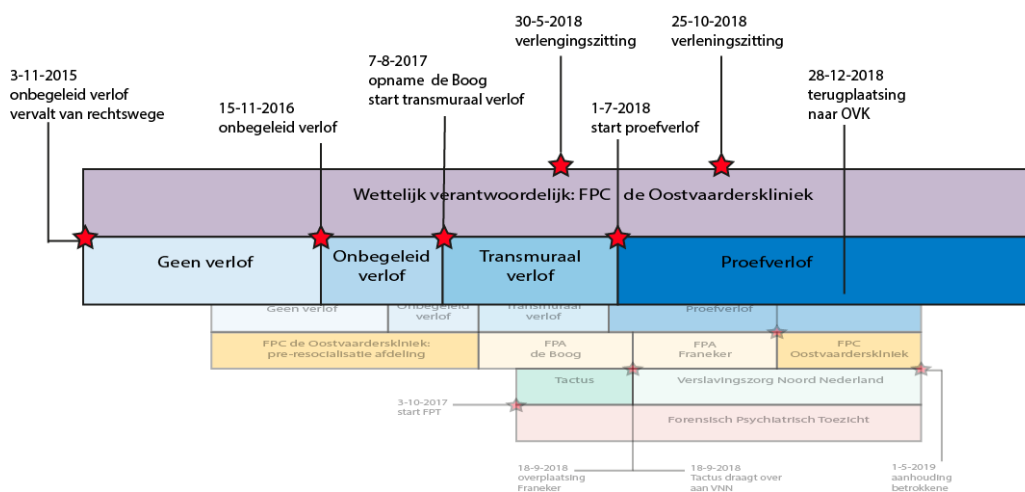 30-5-2018
verlengingszitting
25-10-2018
verleningszitting
7-8-2017
opname de Boog
start transmuraal verlof
3-11-2015
onbegeleid verlof
vervalt van rechtswege
28-12-2018
terugplaatsing
naar OVK
15-11-2016
onbegeleid verlof
1-7-2018
start proefverlof
Wettelijk verantwoordelijk: FPC de Oostvaarderskliniek
Geen verlof
Onbegeleid
verlof
Transmuraal
verlof
Proefverlof
Geen verlof
Onbegeleid
verlof
Transmuraal
verlof
Proefverlof
FPC de Oostvaarderskliniek:
pre-resocialisatie afdeling
FPA
de Boog
FPA
Franeker
FPC
Oostvaarderskliniek
Tactus
Verslavingszorg Noord Nederland
3-10-2017
start FPT
Forensisch Psychiatrisch Toezicht
18-9-2018
overplaatsing
Franeker
18-9-2018
Tactus draagt over
aan VNN
1-5-2019
aanhouding
betrokkene